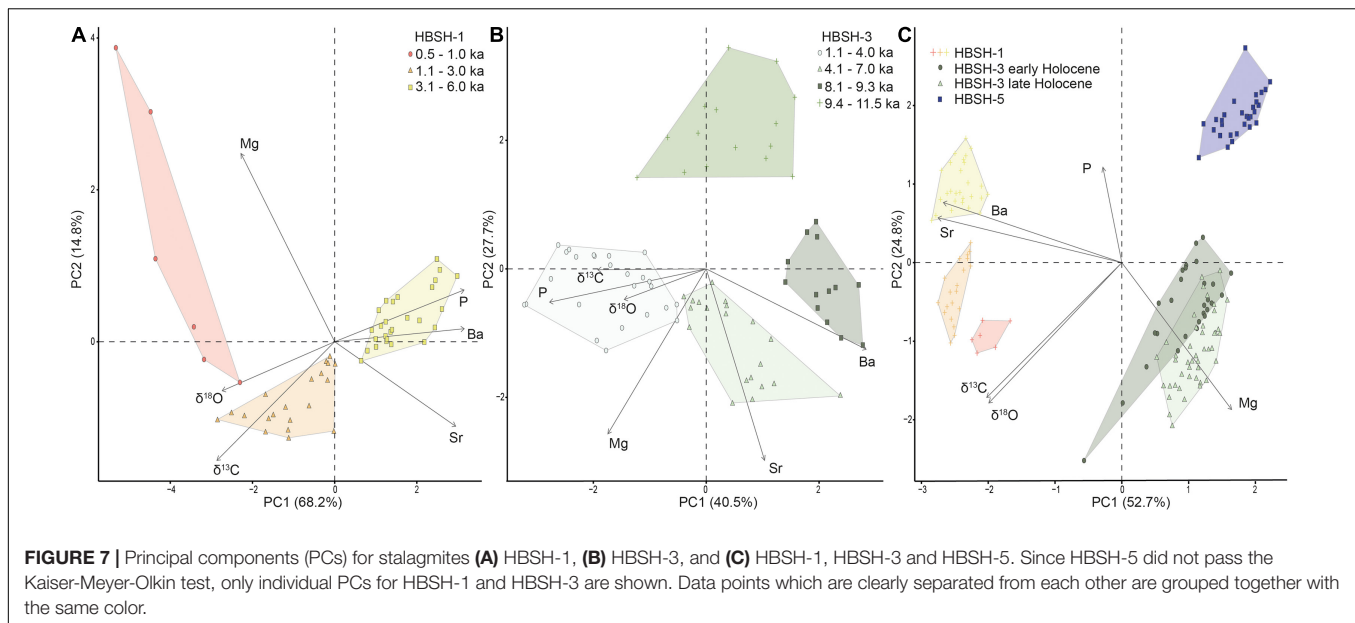 A
HBSH-1
0.5 - 1.0 ka
1.1 - 3.0 ka
3.1 - 6.0 ka
4
2
0
PC2 (14.8%)
Mg
P
Ba
Sr
δ¹⁸O
δ¹³C
-4
-2
0
2
PC1 (68.2%)
B
HBSH-3
1.1 - 4.0 ka
4.1 - 7.0 ka
8.1 - 9.3 ka
9.4 - 11.5 ka
2
0
-2
PC2 (27.7%)
δ¹³C
P
δ¹⁸O
Ba
Mg
Sr
-2
0
2
PC1 (40.5%)
C
HBSH-1
HBSH-3 early Holocene
HBSH-3 late Holocene
HBSH-5
2
1
0
-1
-2
PC2 (24.8%)
P
Ba
Sr
δ¹³C
δ¹⁸O
Mg
-3
-2
-1
0
1
2
PC1 (52.7%)
FIGURE 7 | Principal components (PCs) for stalagmites (A) HBSH-1, (B) HBSH-3, and (C) HBSH-1, HBSH-3 and HBSH-5. Since HBSH-5 did not pass the
Kaiser-Meyer-Olkin test, only individual PCs for HBSH-1 and HBSH-3 are shown. Data points which are clearly separated from each other are grouped together with
the same color.